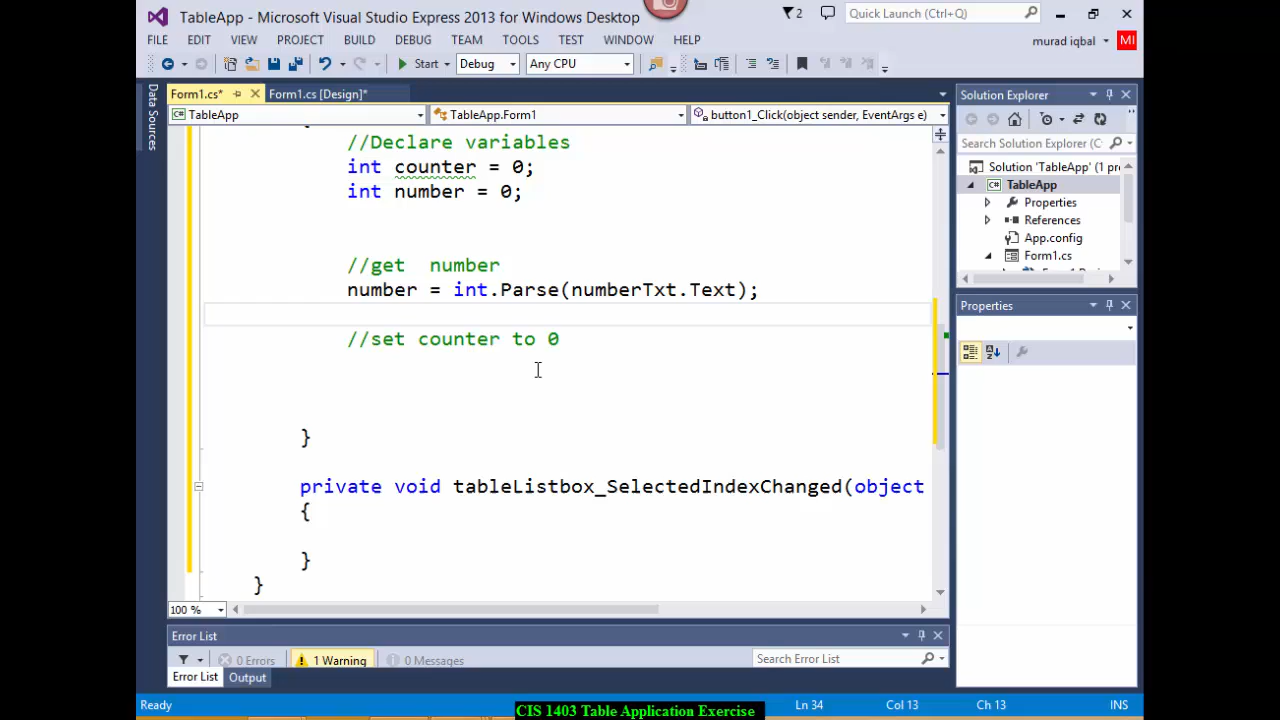 TableApp - Microsoft Visual Studio Express 2013 for Windows Desktop
2
Quick Launch (Ctrl+Q)
FILE EDIT VIEW PROJECT BUILD DEBUG TEAM TOOLS TEST WINDOW HELP
murad iqbal
MI
Start Debug Any CPU
Data Sources
Form1.cs* Form1.cs [Design]*
TableApp TableApp.Form1 button1_Click(object sender, EventArgs e)
//Declare variables
int counter = 0;
int number = 0;
//get  number
number = int.Parse(numberTxt.Text);
//set counter to 0
}
private void tableListbox_SelectedIndexChanged(object
{
}
}
100 %
Solution Explorer
Search Solution Explorer (C
Solution 'TableApp' (1 pr
TableApp
Properties
References
App.config
Form1.cs
Properties
Error List
0 Errors 1 Warning 0 Messages Search Error List
Error List Output
Ready Ln 34 Col 13 Ch 13 INS
CIS 1403 Table Application Exercise